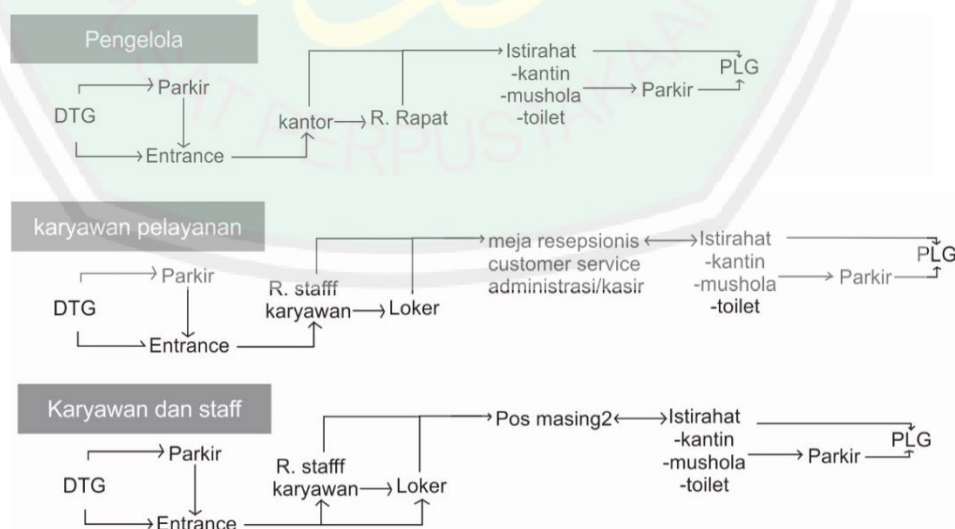 Pengelola
DTG
Parkir
Entrance
kantor
R. Rapat
Istirahat
-kantin
-mushola
-toilet
Parkir
PLG
karyawan pelayanan
DTG
Parkir
Entrance
R. stafff
karyawan
Loker
meja resepsionis
customer service
administrasi/kasir
Istirahat
-kantin
-mushola
-toilet
Parkir
PLG
Karyawan dan staff
DTG
Parkir
Entrance
R. stafff
karyawan
Loker
Pos masing2
Istirahat
-kantin
-mushola
-toilet
Parkir
PLG